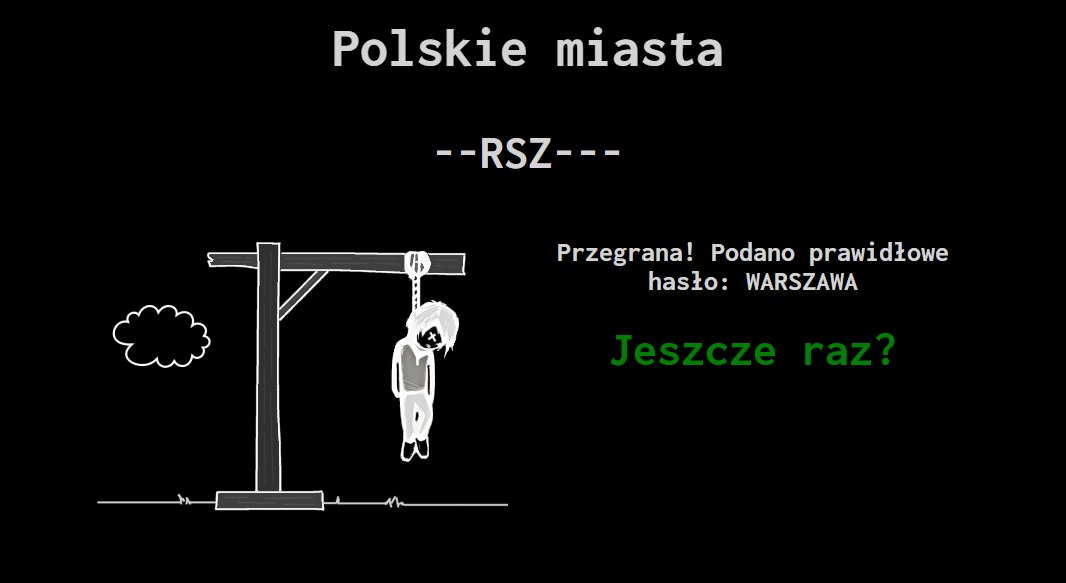 Polskie miasta
--RSZ---
Przegrana! Podano prawidłowe
hasło: WARSZAWA
Jeszcze raz?